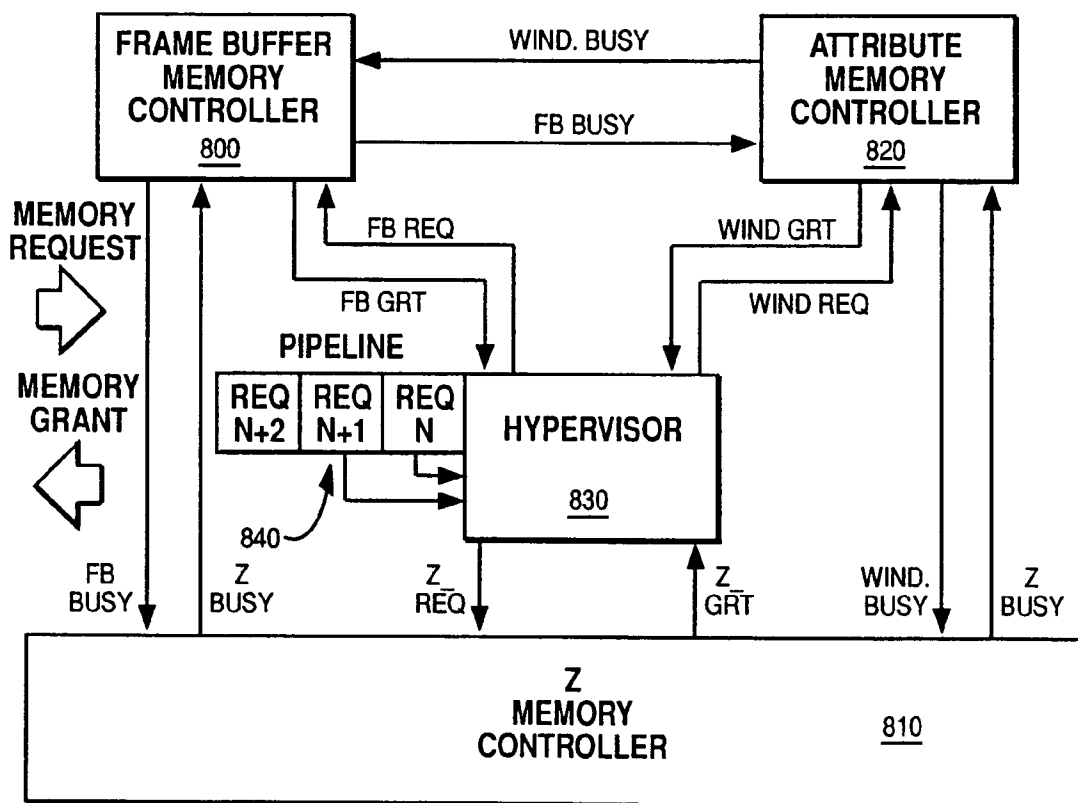 FRAME BUFFER
MEMORY
CONTROLLER
800
WIND. BUSY
FB BUSY
ATTRIBUTE
MEMORY
CONTROLLER
820
MEMORY
REQUEST
FB REQ
FB GRT
WIND GRT
WIND REQ
PIPELINE
MEMORY
GRANT
REQ
N+2
REQ
N+1
REQ
N
HYPERVISOR
830
840
FB
BUSY
Z
BUSY
Z_
REQ
Z_
GRT
WIND.
BUSY
Z
BUSY
Z
MEMORY
CONTROLLER
810